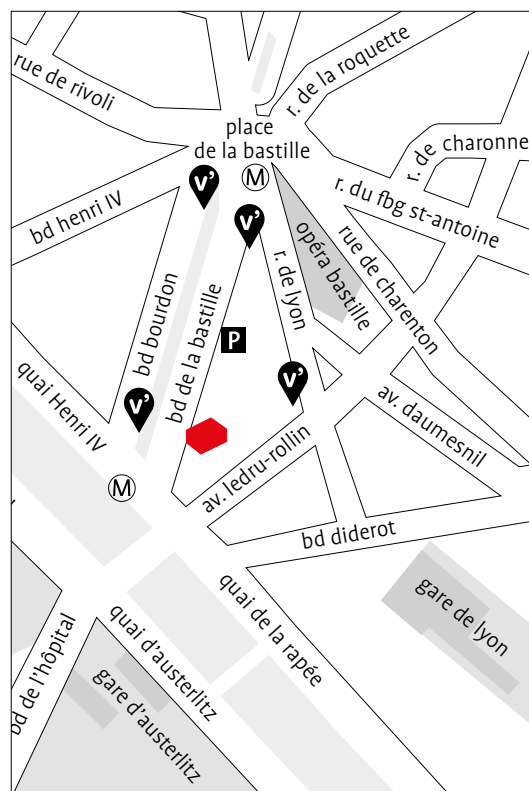 rue de rivoli
r. de la roquette
place
de la bastille
r. de charonne
M
v'
v'
bd henri IV
r. du fbg st-antoine
opéra bastille
rue de charenton
r. de lyon
bd bourdon
bd de la bastille
P
quai Henri IV
v'
v'
av. daumesnil
av. ledru-rollin
M
bd diderot
gare de lyon
quai de la rapée
quai d'austerlitz
bd de l'hôpital
gare d'austerlitz